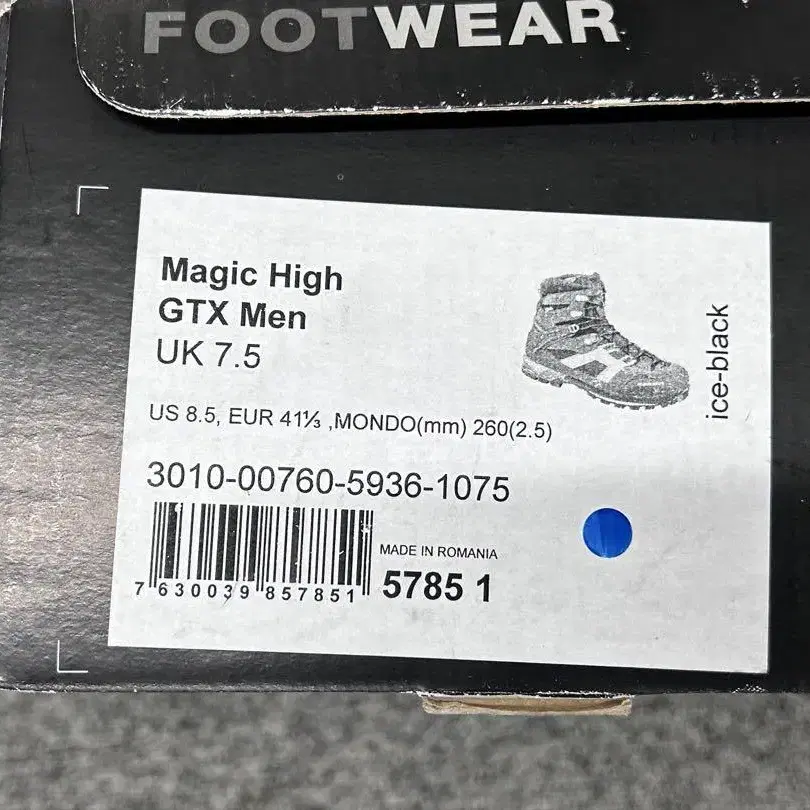 FOOTWEAR
Magic High
GTX Men
UK 7.5
US 8.5, EUR 41⅓ ,MONDO(mm) 260(2.5)
3010-00760-5936-1075
MADE IN ROMANIA
5785 1
7 630039 857851
ice-black